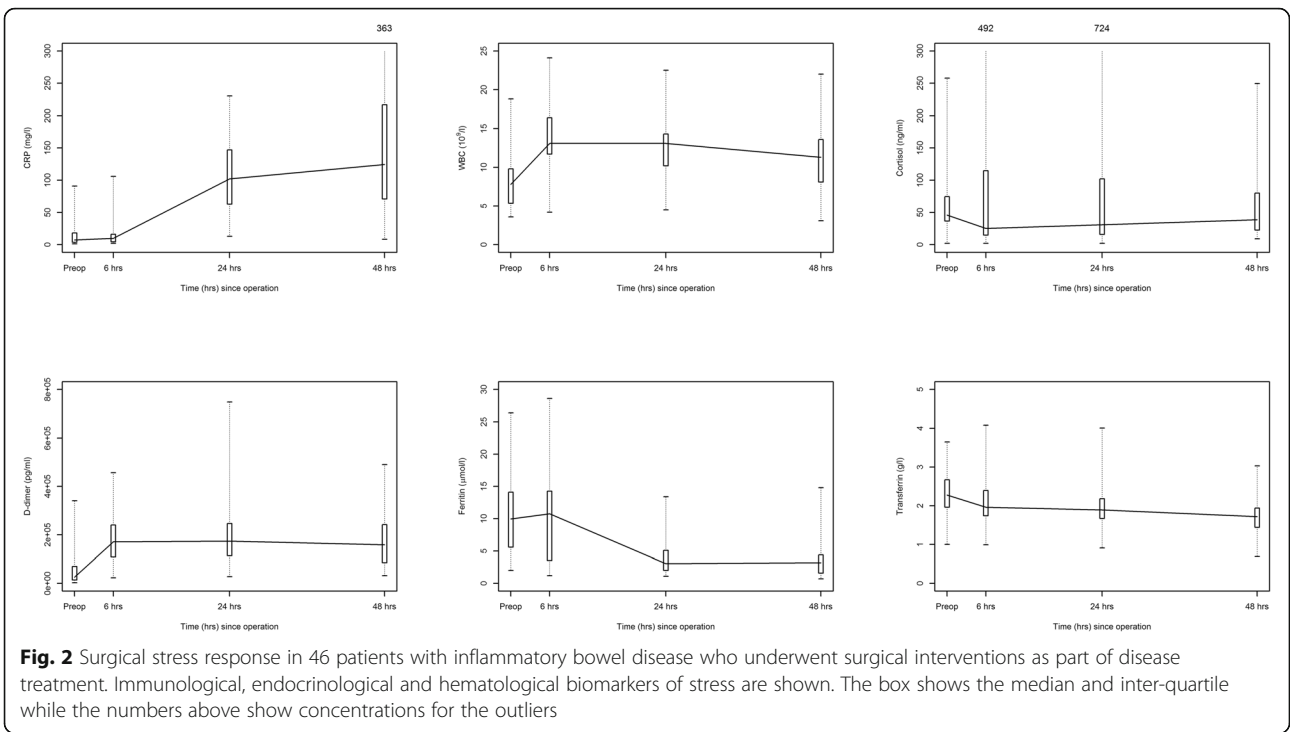 363
300
250
200
150
100
50
0
CRP (mg/l)
Preop 6 hrs 24 hrs 48 hrs
Time (hrs) since operation
25
20
15
10
5
0
WBC (10⁹/l)
Preop 6 hrs 24 hrs 48 hrs
Time (hrs) since operation
492 724
300
250
200
150
100
50
0
Cortisol (ng/ml)
Preop 6 hrs 24 hrs 48 hrs
Time (hrs) since operation
8e+05
6e+05
4e+05
2e+05
0e+00
D-dimer (pg/ml)
Preop 6 hrs 24 hrs 48 hrs
Time (hrs) since operation
30
25
20
15
10
5
0
Ferritin (µmol/l)
Preop 6 hrs 24 hrs 48 hrs
Time (hrs) since operation
5
4
3
2
1
0
Transferrin (g/l)
Preop 6 hrs 24 hrs 48 hrs
Time (hrs) since operation
Fig. 2 Surgical stress response in 46 patients with inflammatory bowel disease who underwent surgical interventions as part of disease
treatment. Immunological, endocrinological and hematological biomarkers of stress are shown. The box shows the median and inter-quartile
while the numbers above show concentrations for the outliers